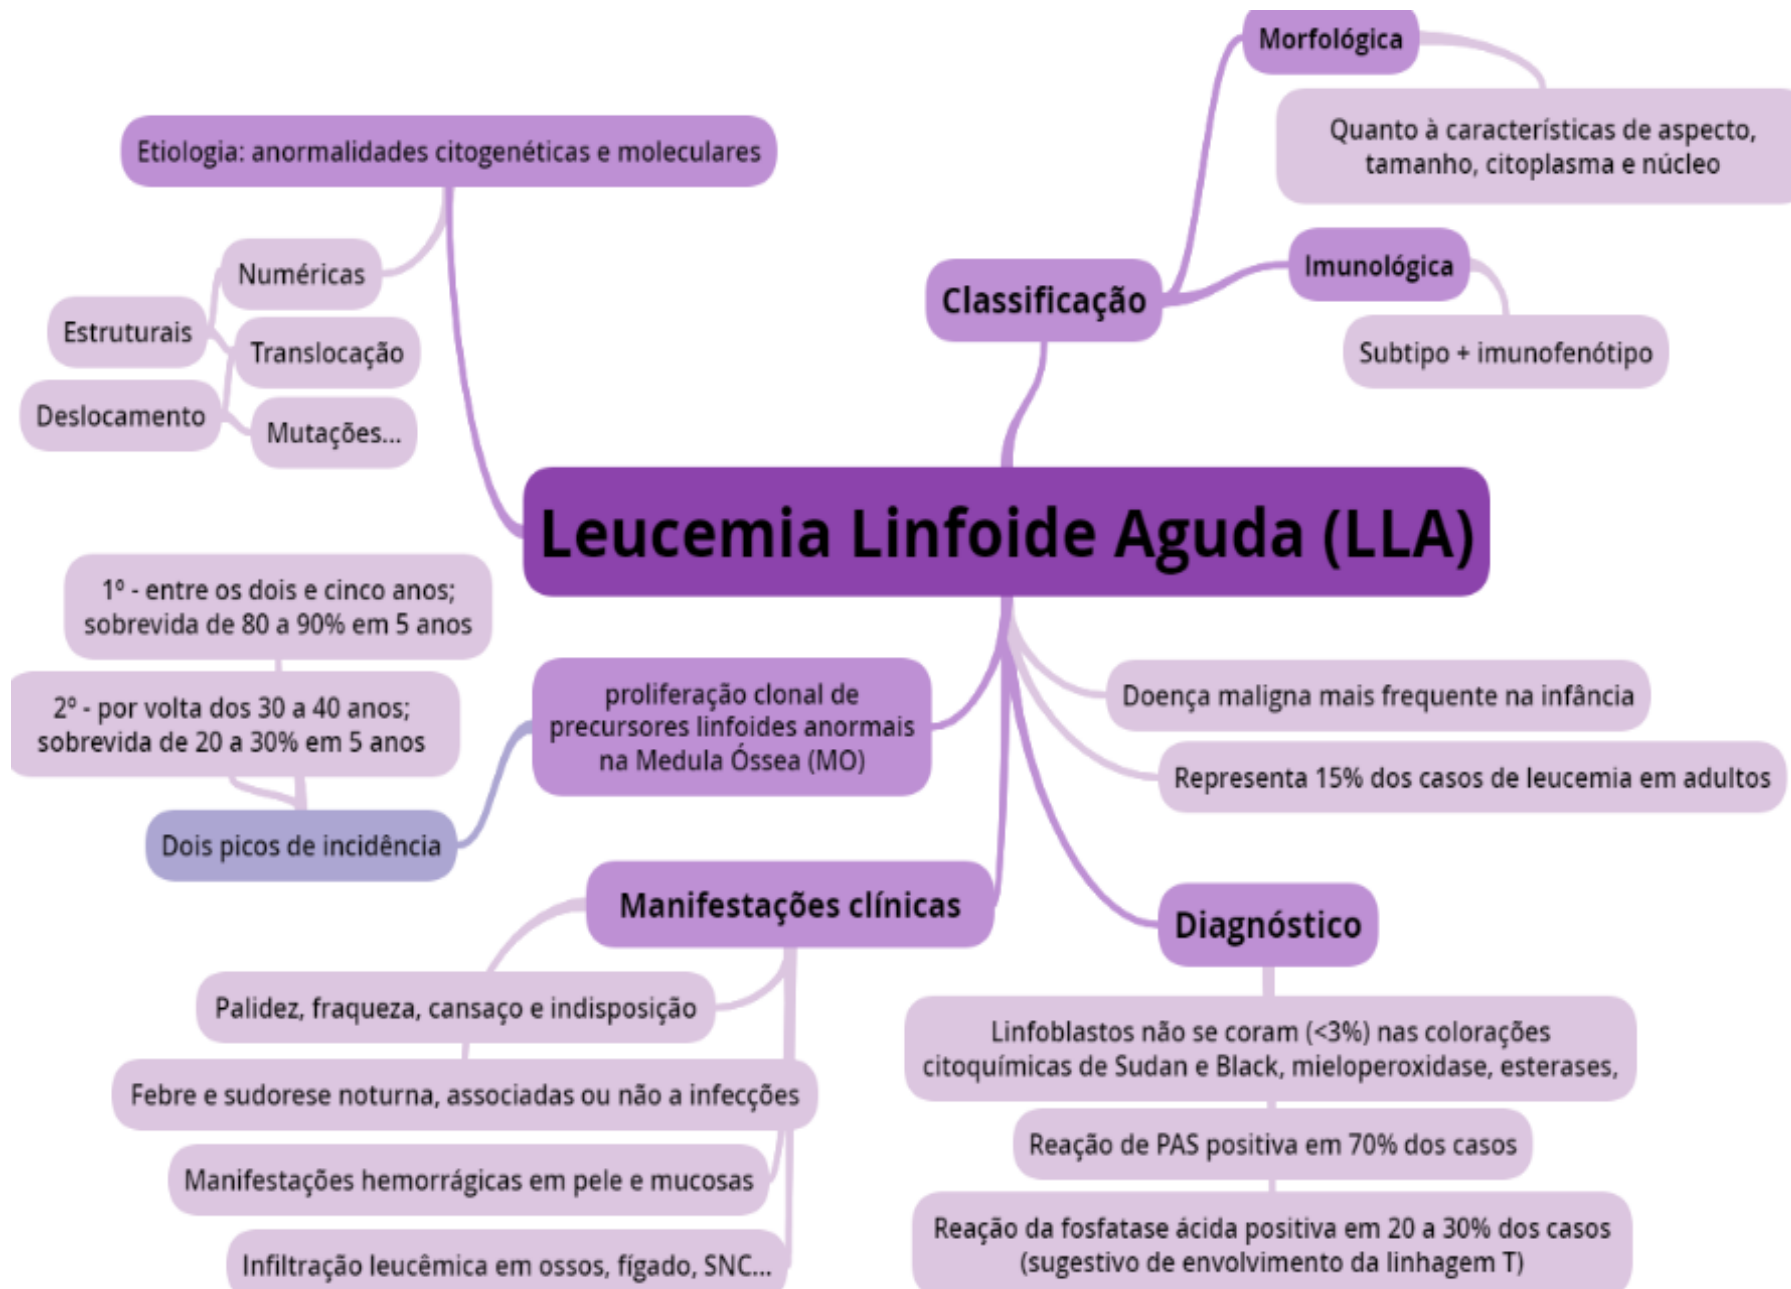 Morfológica
Quanto à características de aspecto,
tamanho, citoplasma e núcleo
Etiologia: anormalidades citogenéticas e moleculares
Numéricas
Estruturais
Translocação
Deslocamento
Mutações...
Classificação
Imunológica
Subtipo + imunofenótipo
Leucemia Linfoide Aguda (LLA)
1º - entre os dois e cinco anos;
sobrevida de 80 a 90% em 5 anos
2º - por volta dos 30 a 40 anos;
sobrevida de 20 a 30% em 5 anos
Dois picos de incidência
proliferação clonal de
precursores linfoides anormais
na Medula Óssea (MO)
Doença maligna mais frequente na infância
Representa 15% dos casos de leucemia em adultos
Manifestações clínicas
Palidez, fraqueza, cansaço e indisposição
Febre e sudorese noturna, associadas ou não a infecções
Manifestações hemorrágicas em pele e mucosas
Infiltração leucêmica em ossos, fígado, SNC...
Diagnóstico
Linfoblastos não se coram (<3%) nas colorações
citoquímicas de Sudan e Black, mieloperoxidase, esterases,
Reação de PAS positiva em 70% dos casos
Reação da fosfatase ácida positiva em 20 a 30% dos casos
(sugestivo de envolvimento da linhagem T)